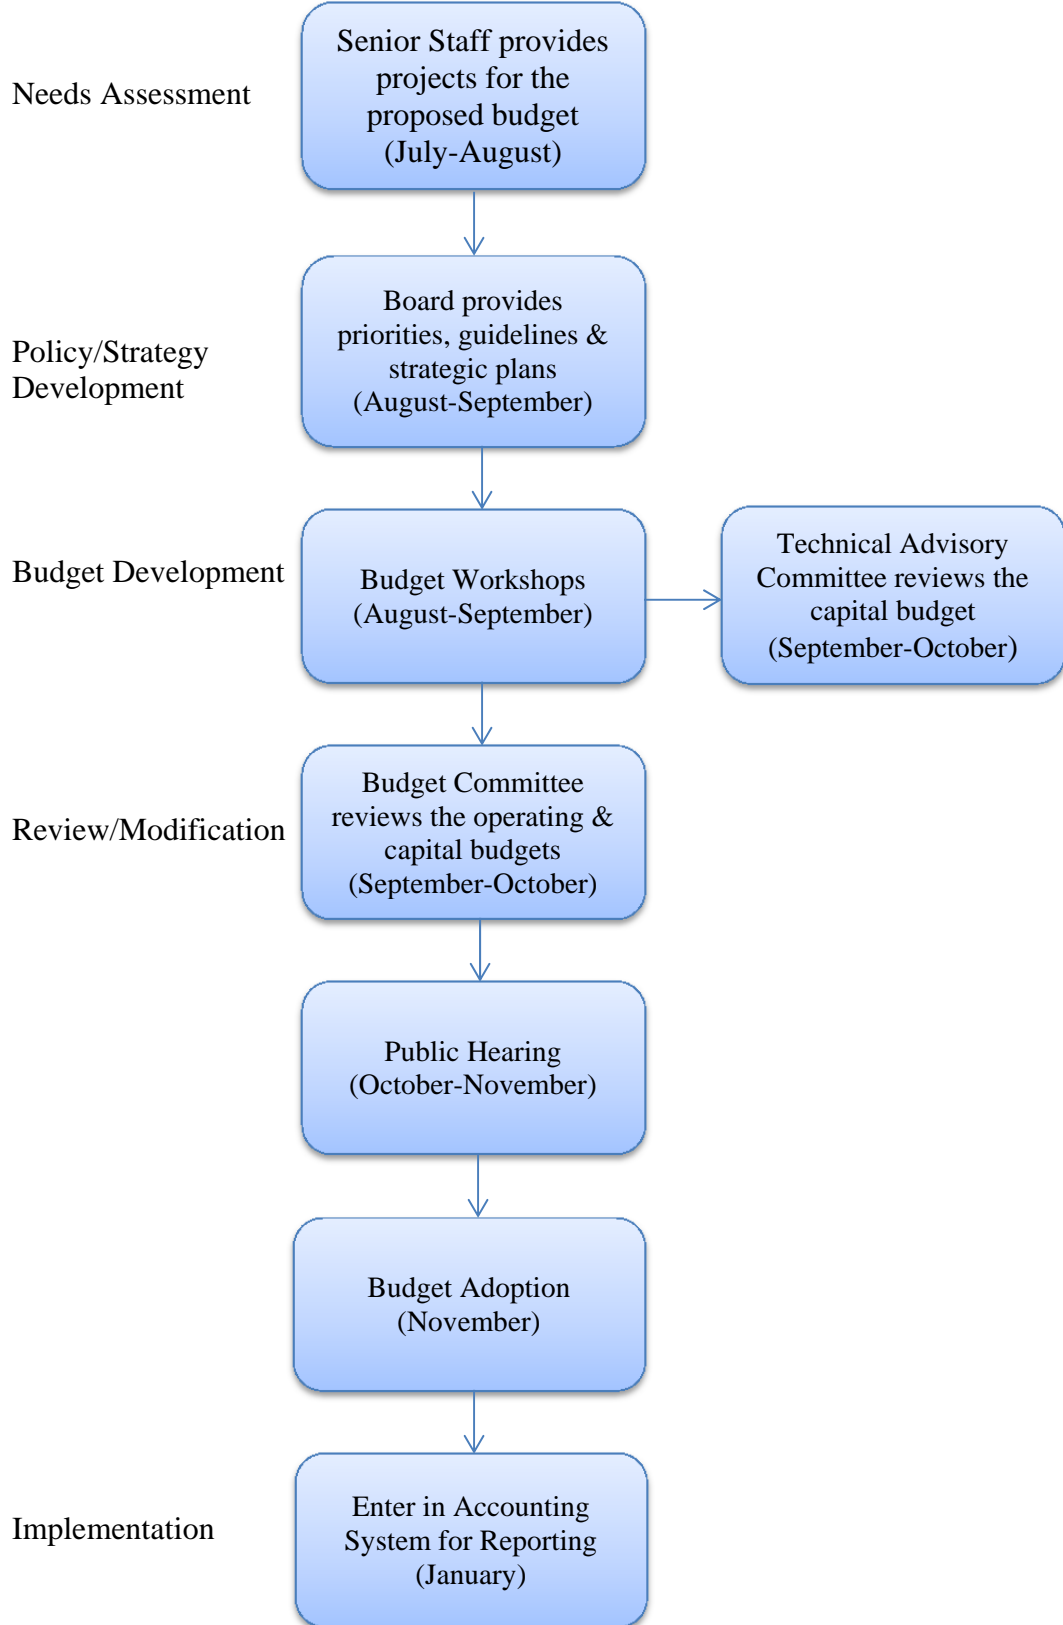 Needs Assessment
Senior Staff provides
projects for the
proposed budget
(July-August)
Policy/Strategy
Development
Board provides
priorities, guidelines &
strategic plans
(August-September)
Budget Development
Budget Workshops
(August-September)
Technical Advisory
Committee reviews the
capital budget
(September-October)
Review/Modification
Budget Committee
reviews the operating &
capital budgets
(September-October)
Public Hearing
(October-November)
Budget Adoption
(November)
Implementation
Enter in Accounting
System for Reporting
(January)